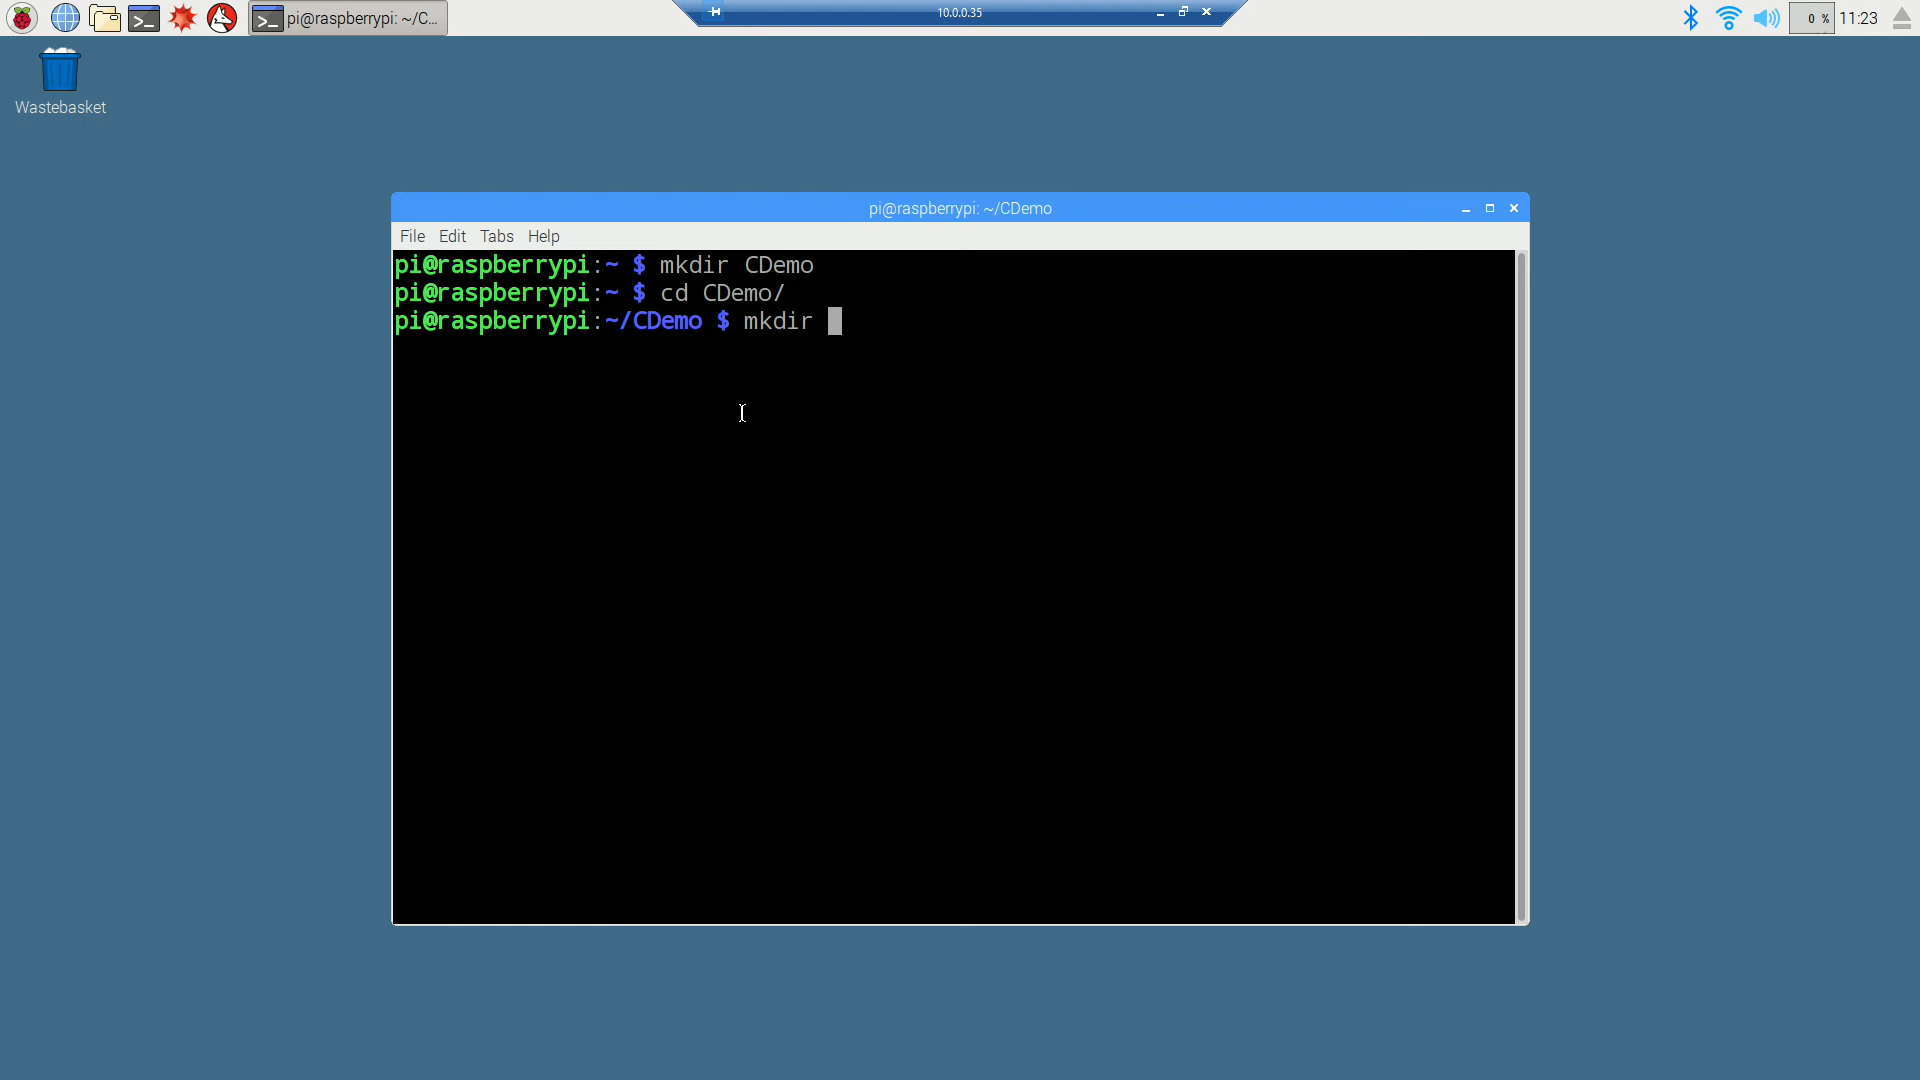 pi@raspberrypi: ~/C...
10.0.0.35
0 %
11:23
Wastebasket
pi@raspberrypi: ~/CDemo
File Edit Tabs Help
pi@raspberrypi:~ $ mkdir CDemo
pi@raspberrypi:~ $ cd CDemo/
pi@raspberrypi:~/CDemo $ mkdir